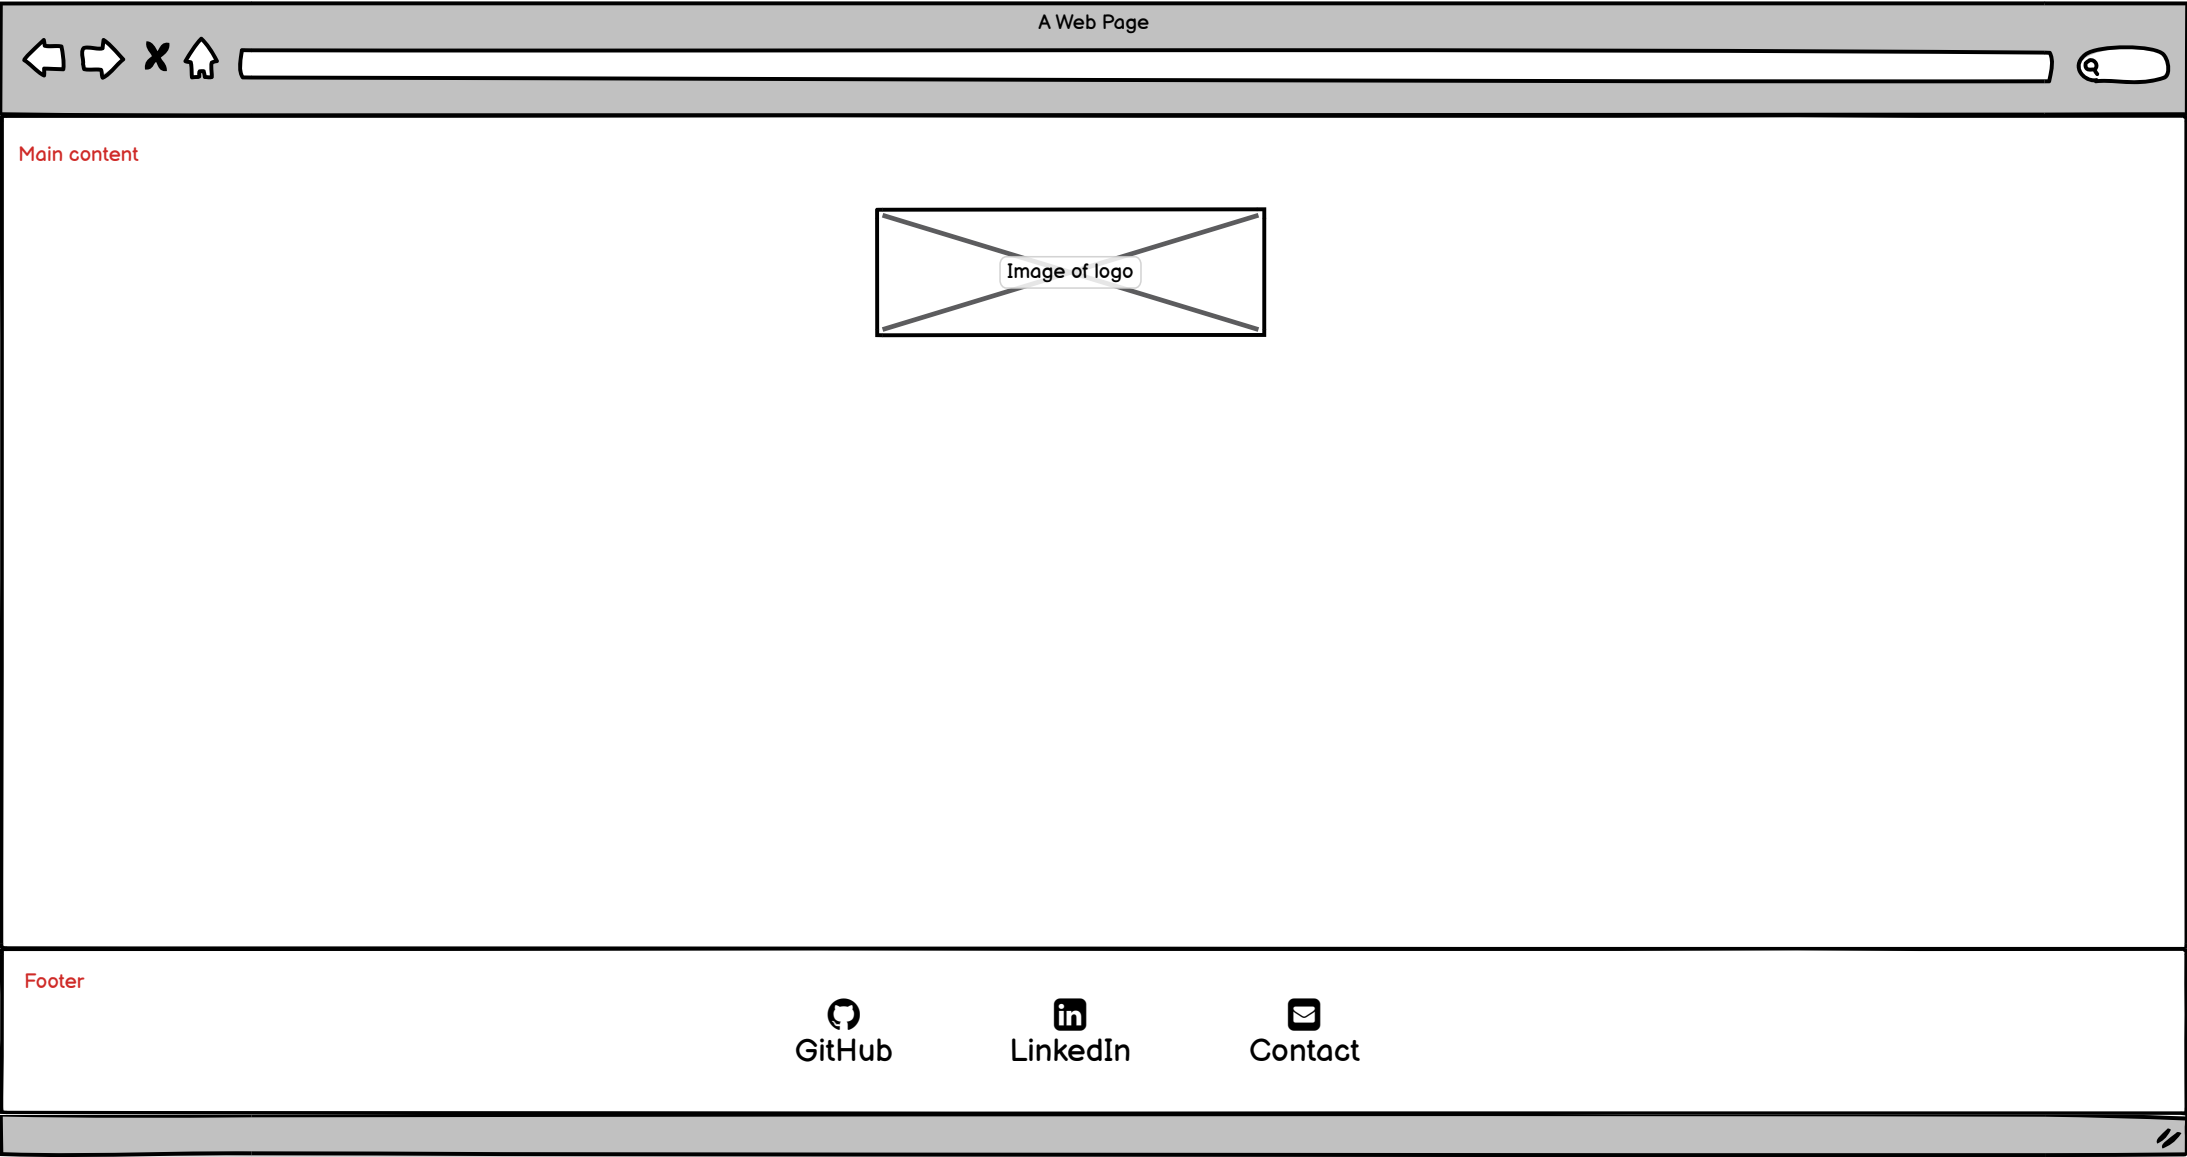 A Web Page
Main content
Image of logo
Footer
GitHub
LinkedIn
Contact